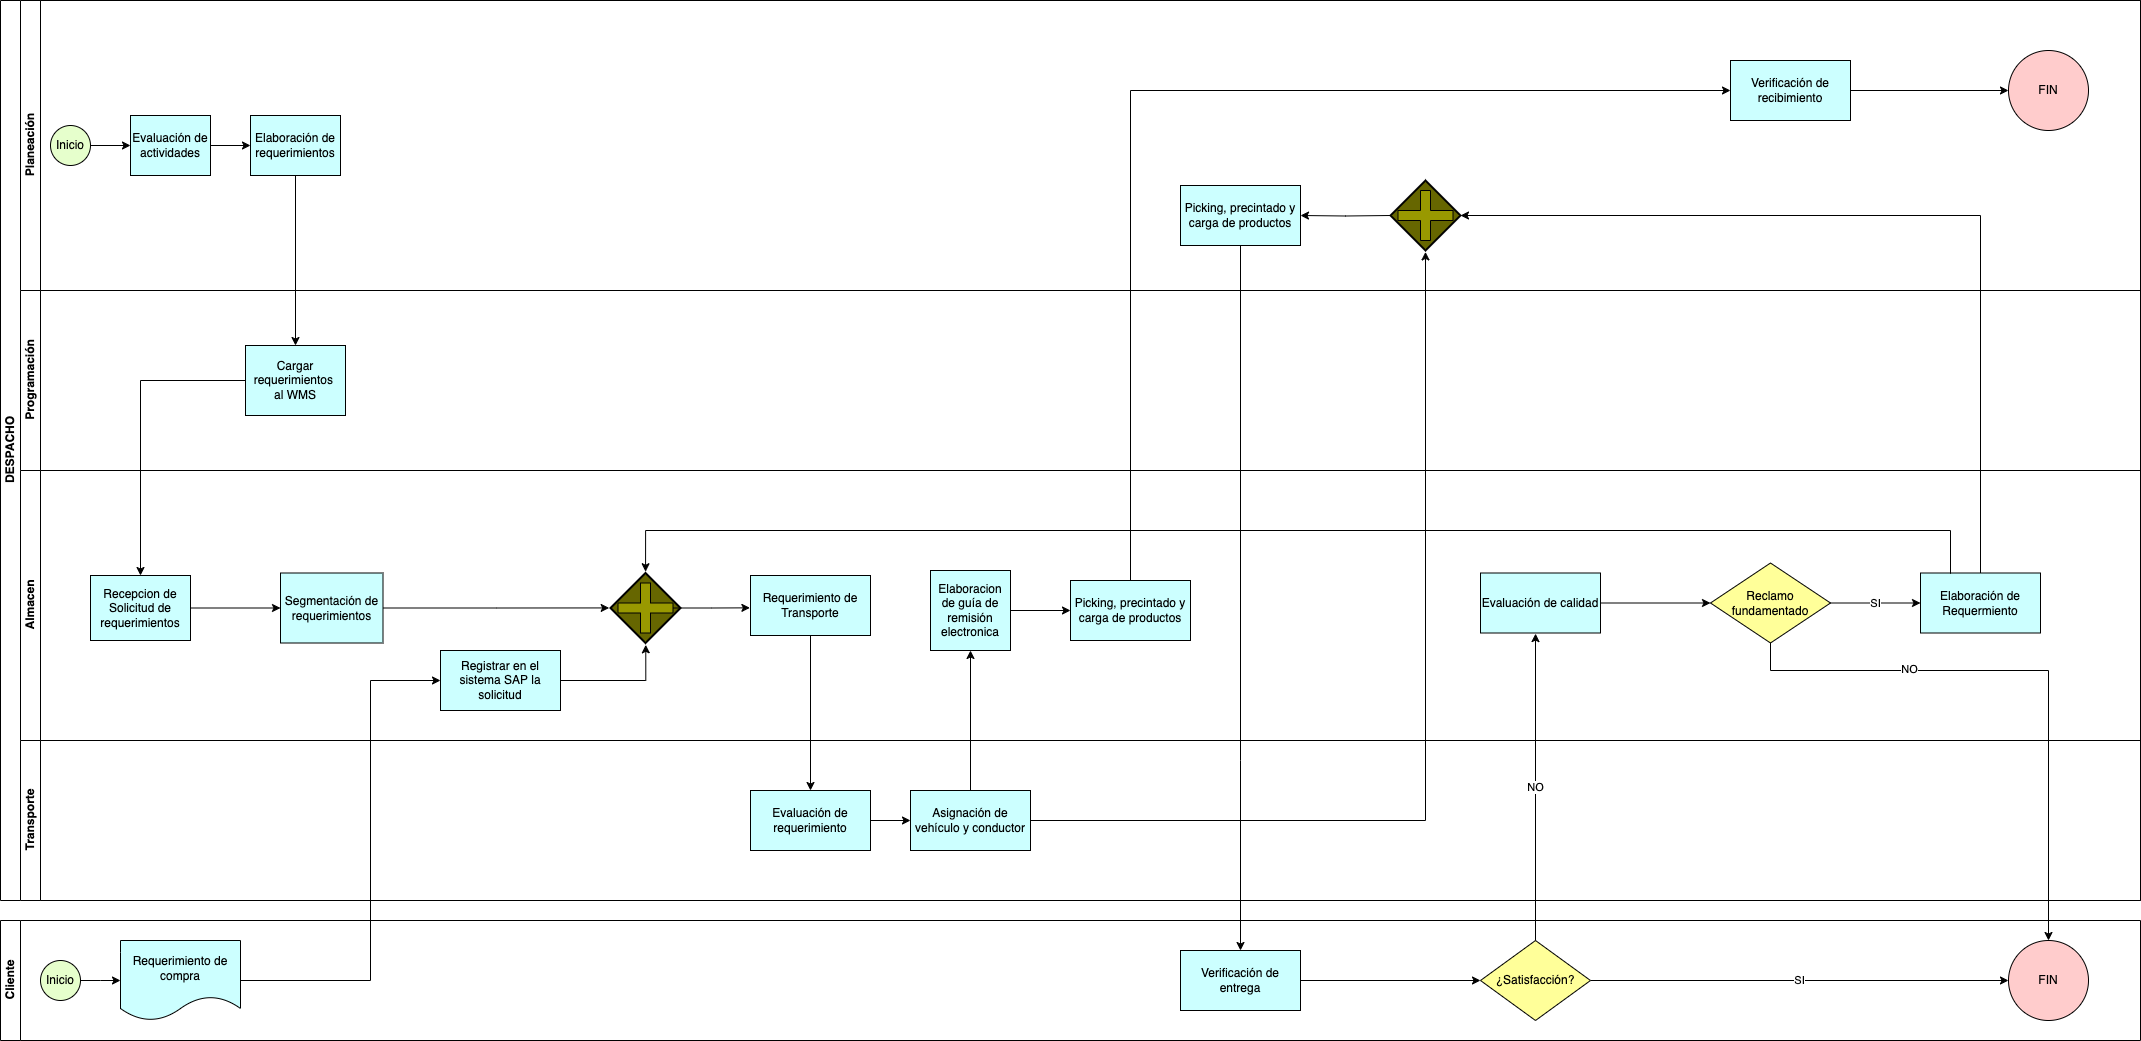 DESPACHO
Planeación
Inicio
Evaluación de
actividades
Elaboración de
requerimientos
Verificación de
recibimiento
FIN
Picking, precintado y
carga de productos
Programación
Cargar
requerimientos
al WMS
Almacen
Recepcion de
Solicitud de
requerimientos
Segmentación de
requerimientos
Registrar en el
sistema SAP la
solicitud
Requerimiento de
Transporte
Elaboracion
de guía de
remisión
electronica
Picking, precintado y
carga de productos
Evaluación de calidad
Reclamo
fundamentado
SI
Elaboración de
Requermiento
NO
Transporte
Evaluación de
requerimiento
Asignación de
vehículo y conductor
NO
Cliente
Inicio
Requerimiento de
compra
Verificación de
entrega
¿Satisfacción?
SI
FIN